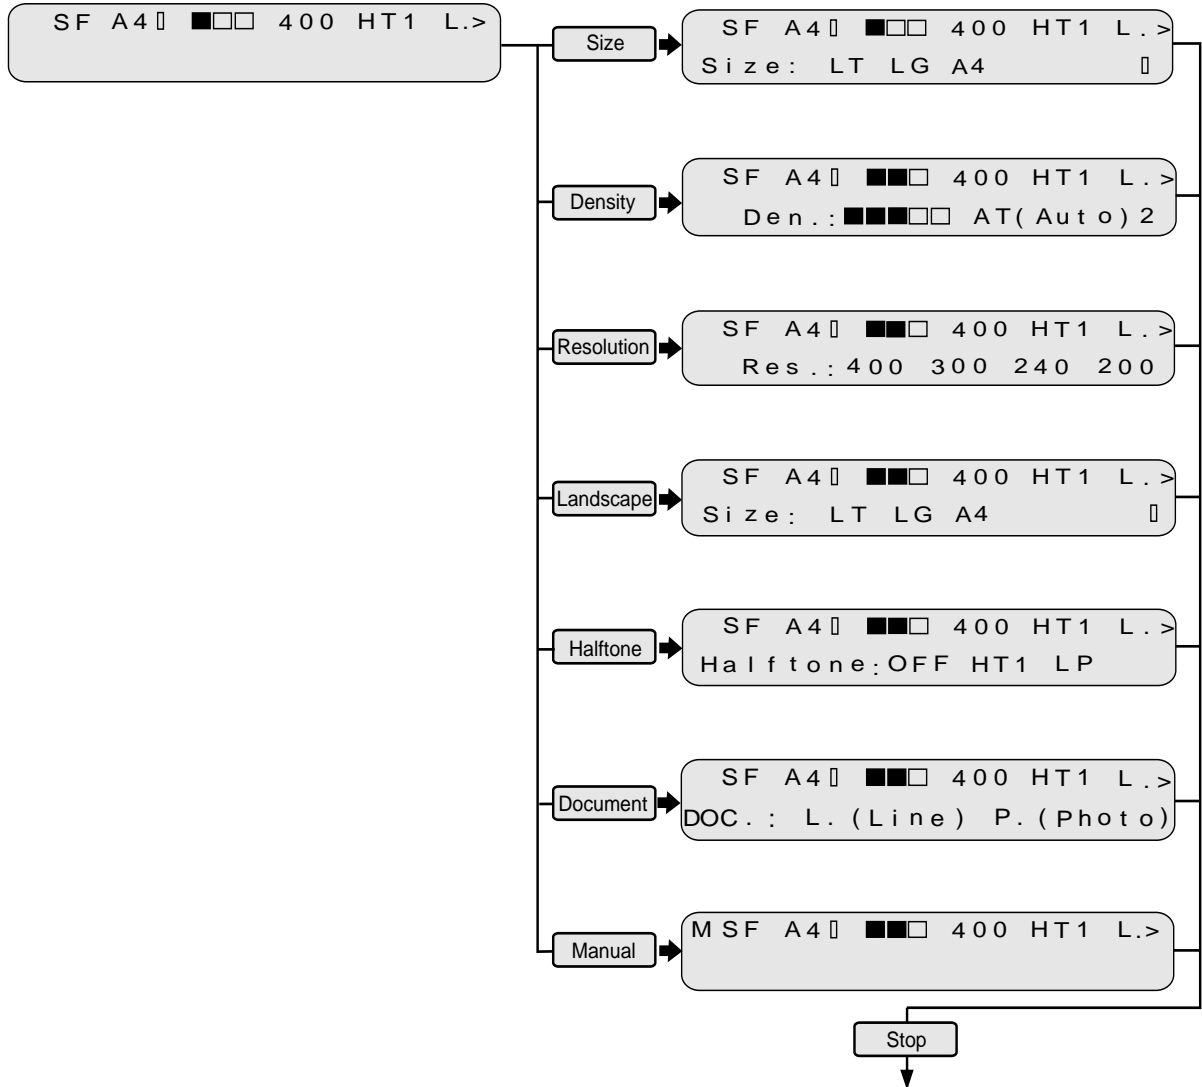 SF A4▯ ■□□ 400 HT1 L.>
Size
SF A4▯ ■□□ 400 HT1 L.>
Size: LT LG A4 ▯
Density
SF A4▯ ■■□ 400 HT1 L.>
Den.:■■■□□ AT(Auto)2
Resolution
SF A4▯ ■■□ 400 HT1 L.>
Res.:400 300 240 200
Landscape
SF A4▯ ■■□ 400 HT1 L.>
Size: LT LG A4 ▯
Halftone
SF A4▯ ■■□ 400 HT1 L.>
Halftone:OFF HT1 LP
Document
SF A4▯ ■■□ 400 HT1 L.>
DOC.: L.(Line) P.(Photo)
Manual
MSF A4▯ ■■□ 400 HT1 L.>
Stop